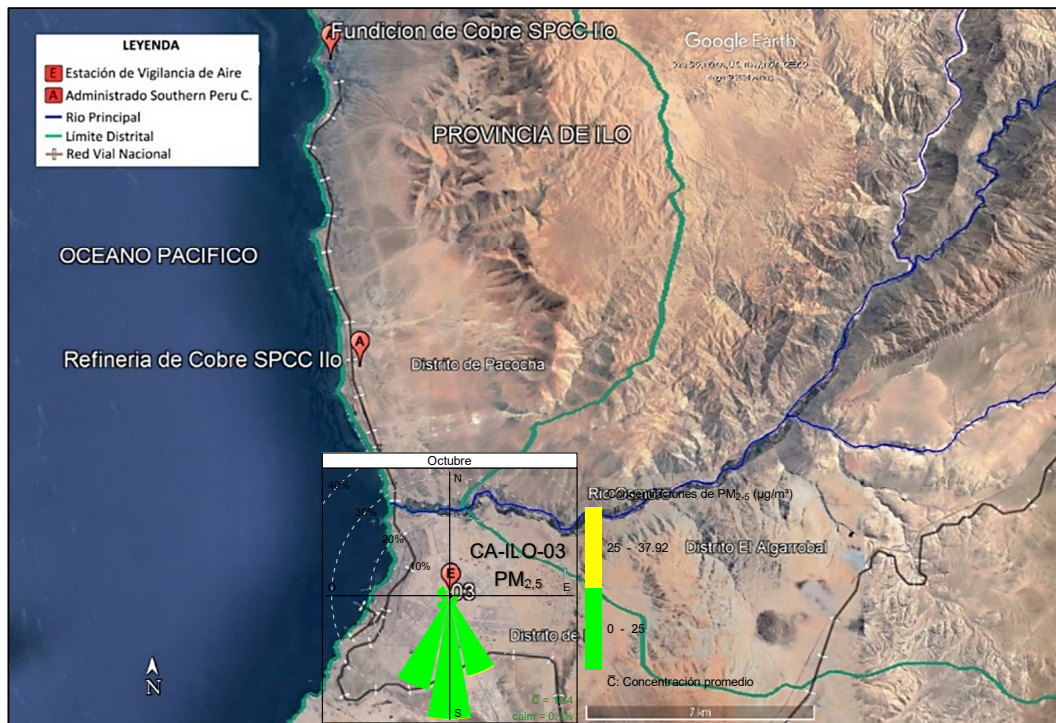 Fundicion de Cobre SPCC Ilo
LEYENDA
E Estación de Vigilancia de Aire
A Administrado Southern Peru C.
Rio Principal
Límite Distrital
Red Vial Nacional
Google Earth
PROVINCIA DE ILO
OCEANO PACIFICO
A
Refineria de Cobre SPCC Ilo
Distrito de Pacocha
Octubre
N
40%
30%
20%
10%
Concentraciones de PM2.5 (µg/m³)
25 - 37.92
0 - 25
CA-ILO-03
PM2.5
E
03
E
Distrito El Algarrobal
Distrito de
C: Concentración promedio
S
7 km
N